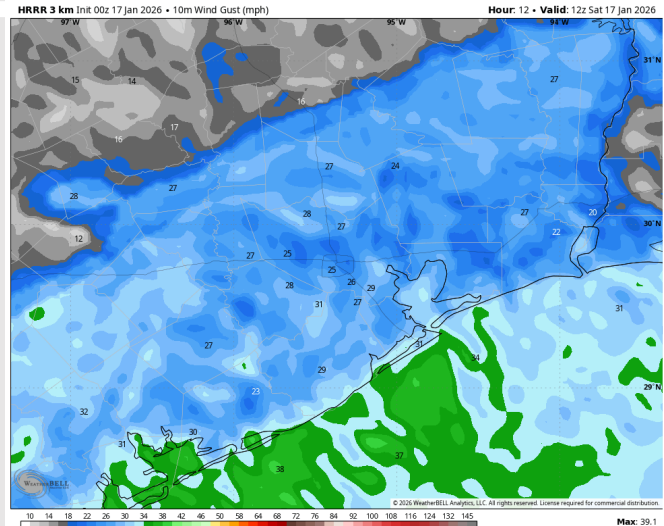 HRRR 3 km Init 00z 17 Jan 2026 • 10m Wind Gust (mph) Hour: 12 • Valid: 12z Sat 17 Jan 2026
97°W 96°W 95°W 94°W
31°N
15 14 27
16
17
16
27 24
28 27
28 27 20
27 22 30°N
12
27 25
25
28 26 29
31 27 31
27 31
34
29 29°N
23
32
30
31
37
38
WeatherBELL
© 2026 WeatherBELL Analytics, LLC. All rights reserved. License required for commercial distribution.
10 14 18 22 26 30 34 38 42 46 50 58 64 68 72 76 84 92 100 108 116 124 132 145
Max: 39.1